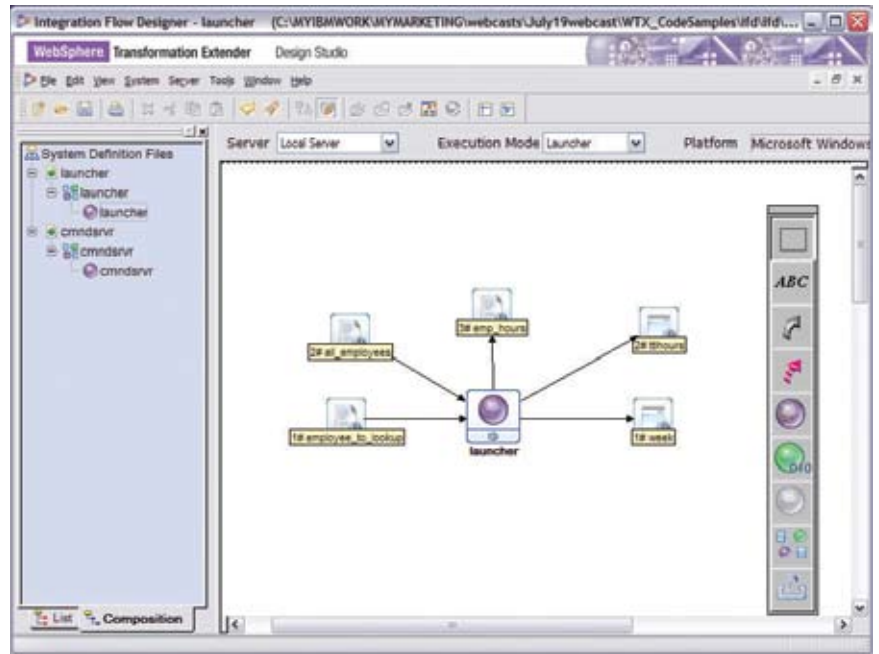 Integration Flow Designer - launcher (C:\MYIBMWORK\MYMARKETING\webcasts\July19webcast\WTX_CodeSamples\ifd\ifd\...
WebSphere Transformation Extender Design Studio
File Edit View System Server Tools Window Help
System Definition Files
launcher
launcher
launcher
cmndsrvr
cmndsrvr
cmndsrvr
List Composition
Server Local Server Execution Mode Launcher Platform Microsoft Windows
3# emp_hours
2# all_employees
2# ttlhours
1# employee_to_lookup
1# week
launcher
ABC